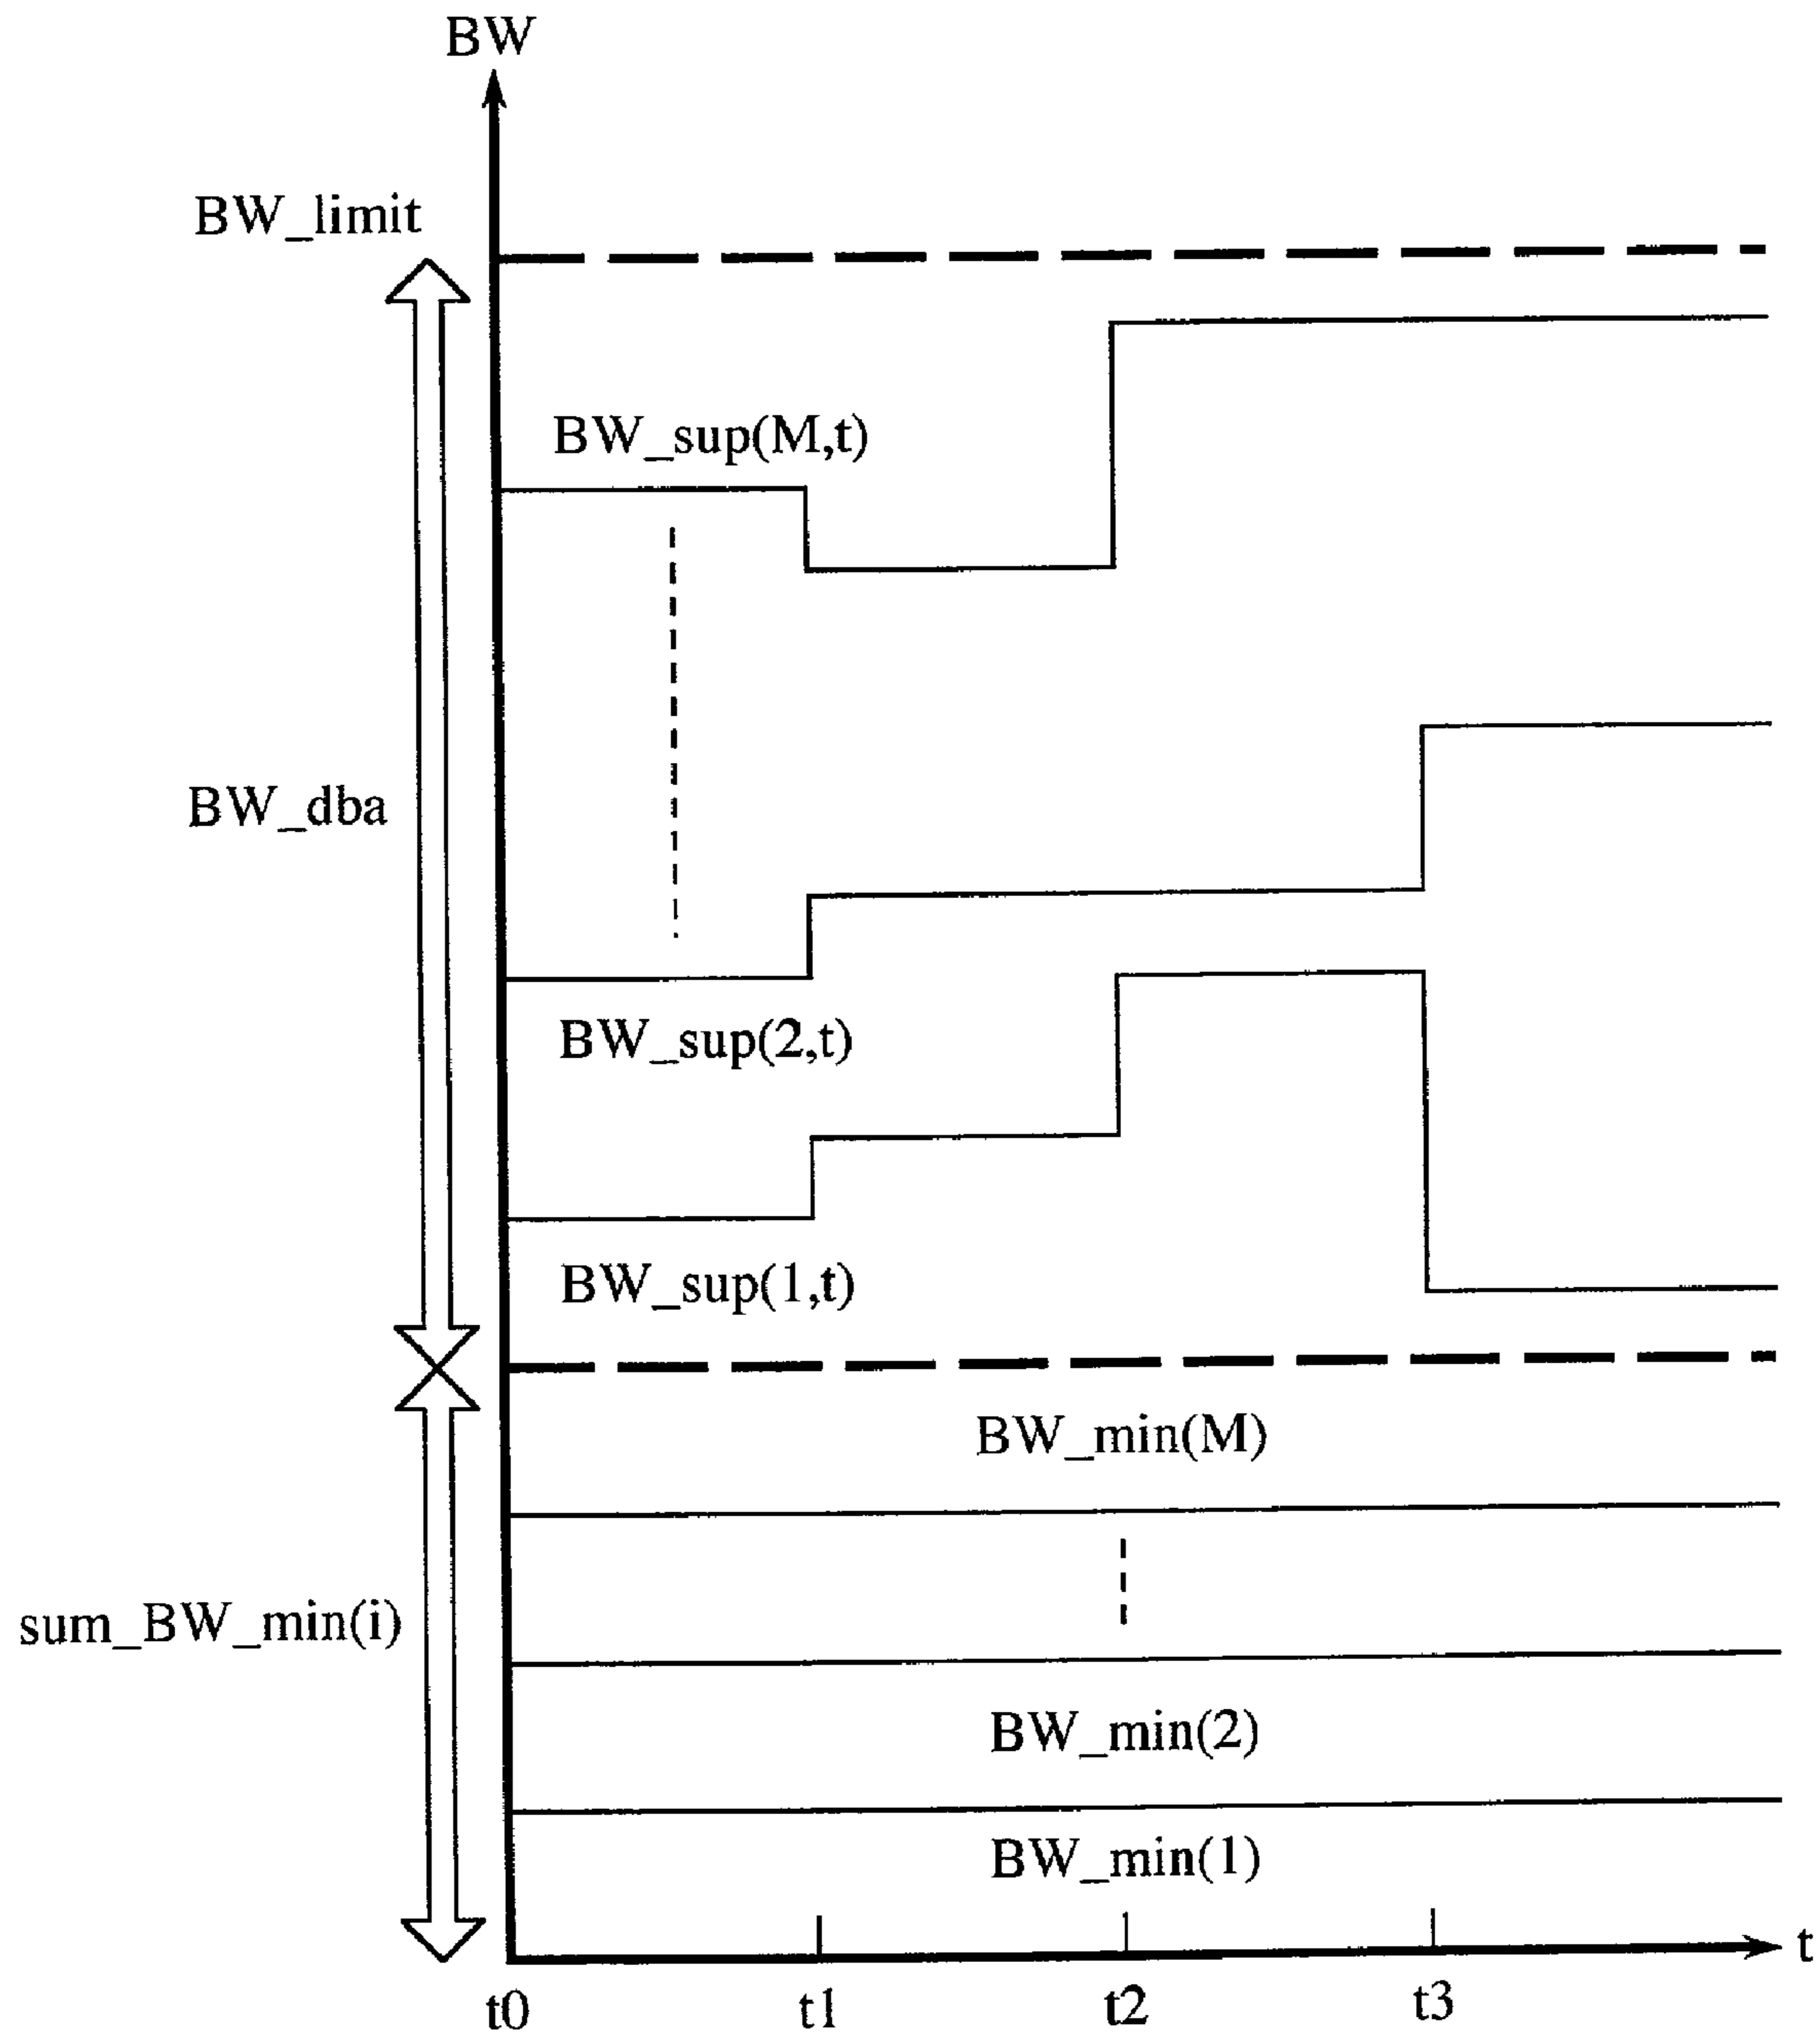 BW
BW_limit
BW_sup(M,t)
BW_dba
BW_sup(2,t)
BW_sup(1,t)
BW_min(M)
sum_BW_min(i)
BW_min(2)
BW_min(1)
t
t0 t1 t2 t3